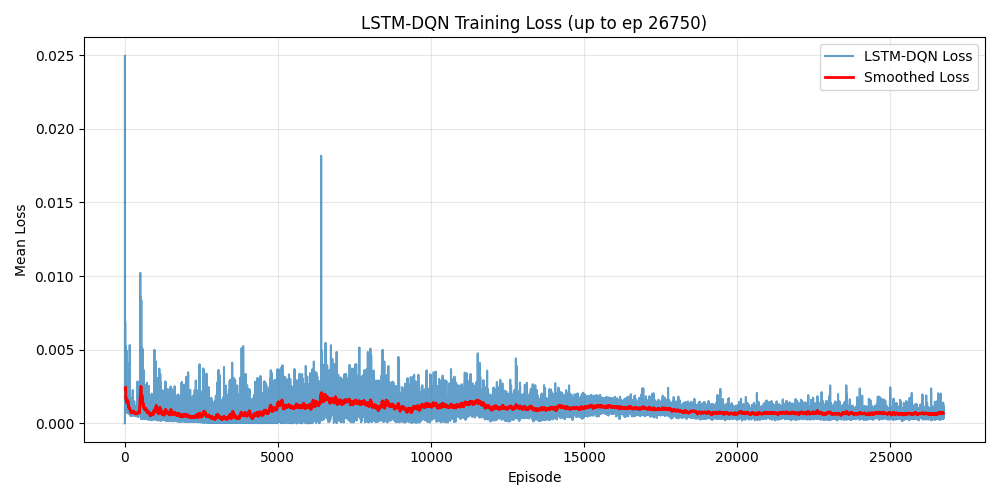 LSTM-DQN Training Loss (up to ep 26750)
LSTM-DQN Loss
Smoothed Loss
Mean Loss
0.025
0.020
0.015
0.010
0.005
0.000
0 5000 10000 15000 20000 25000
Episode